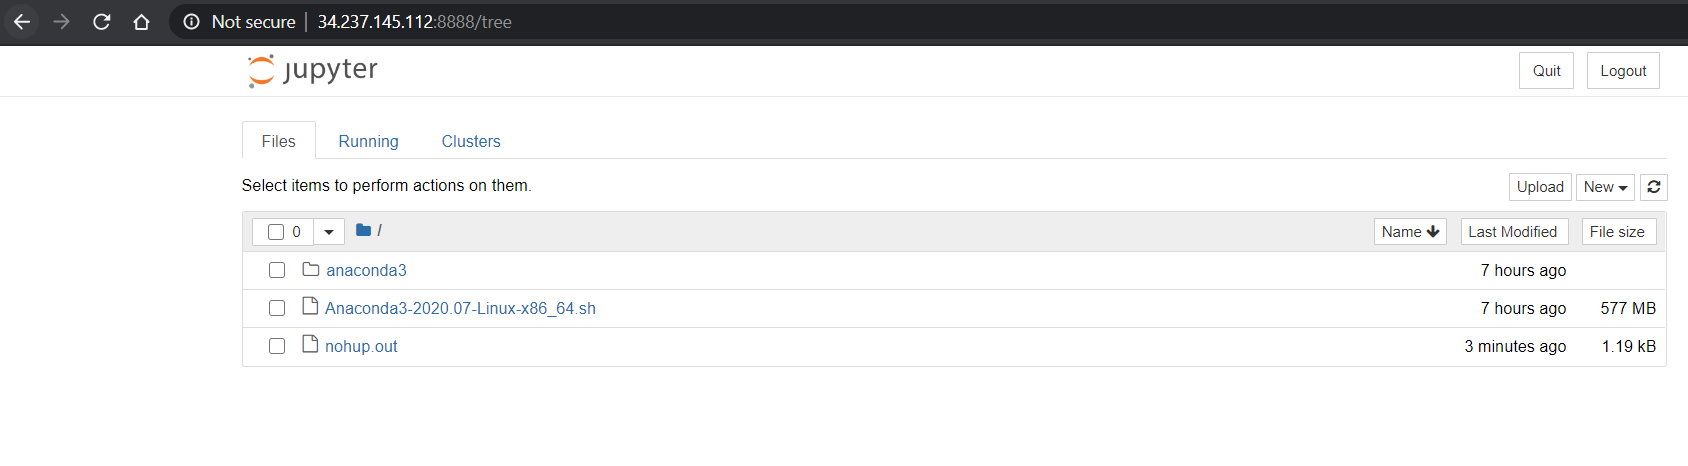 Not secure | 34.237.145.112:8888/tree
jupyter Quit Logout
Files Running Clusters
Select items to perform actions on them. Upload New
0 / Name Last Modified File size
anaconda3 7 hours ago
Anaconda3-2020.07-Linux-x86_64.sh 7 hours ago 577 MB
nohup.out 3 minutes ago 1.19 kB